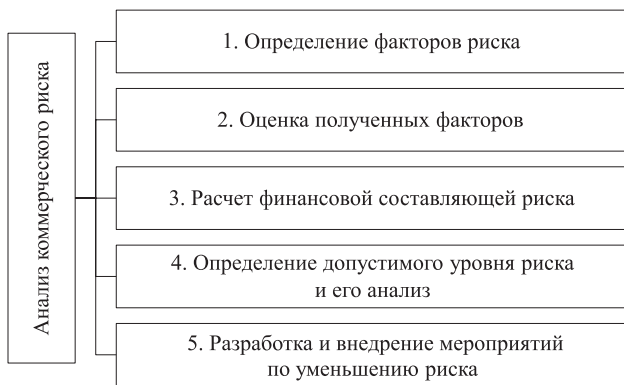 Анализ коммерческого риска
1. Определение факторов риска
2. Оценка полученных факторов
3. Расчет финансовой составляющей риска
4. Определение допустимого уровня риска
и его анализ
5. Разработка и внедрение мероприятий
по уменьшению риска